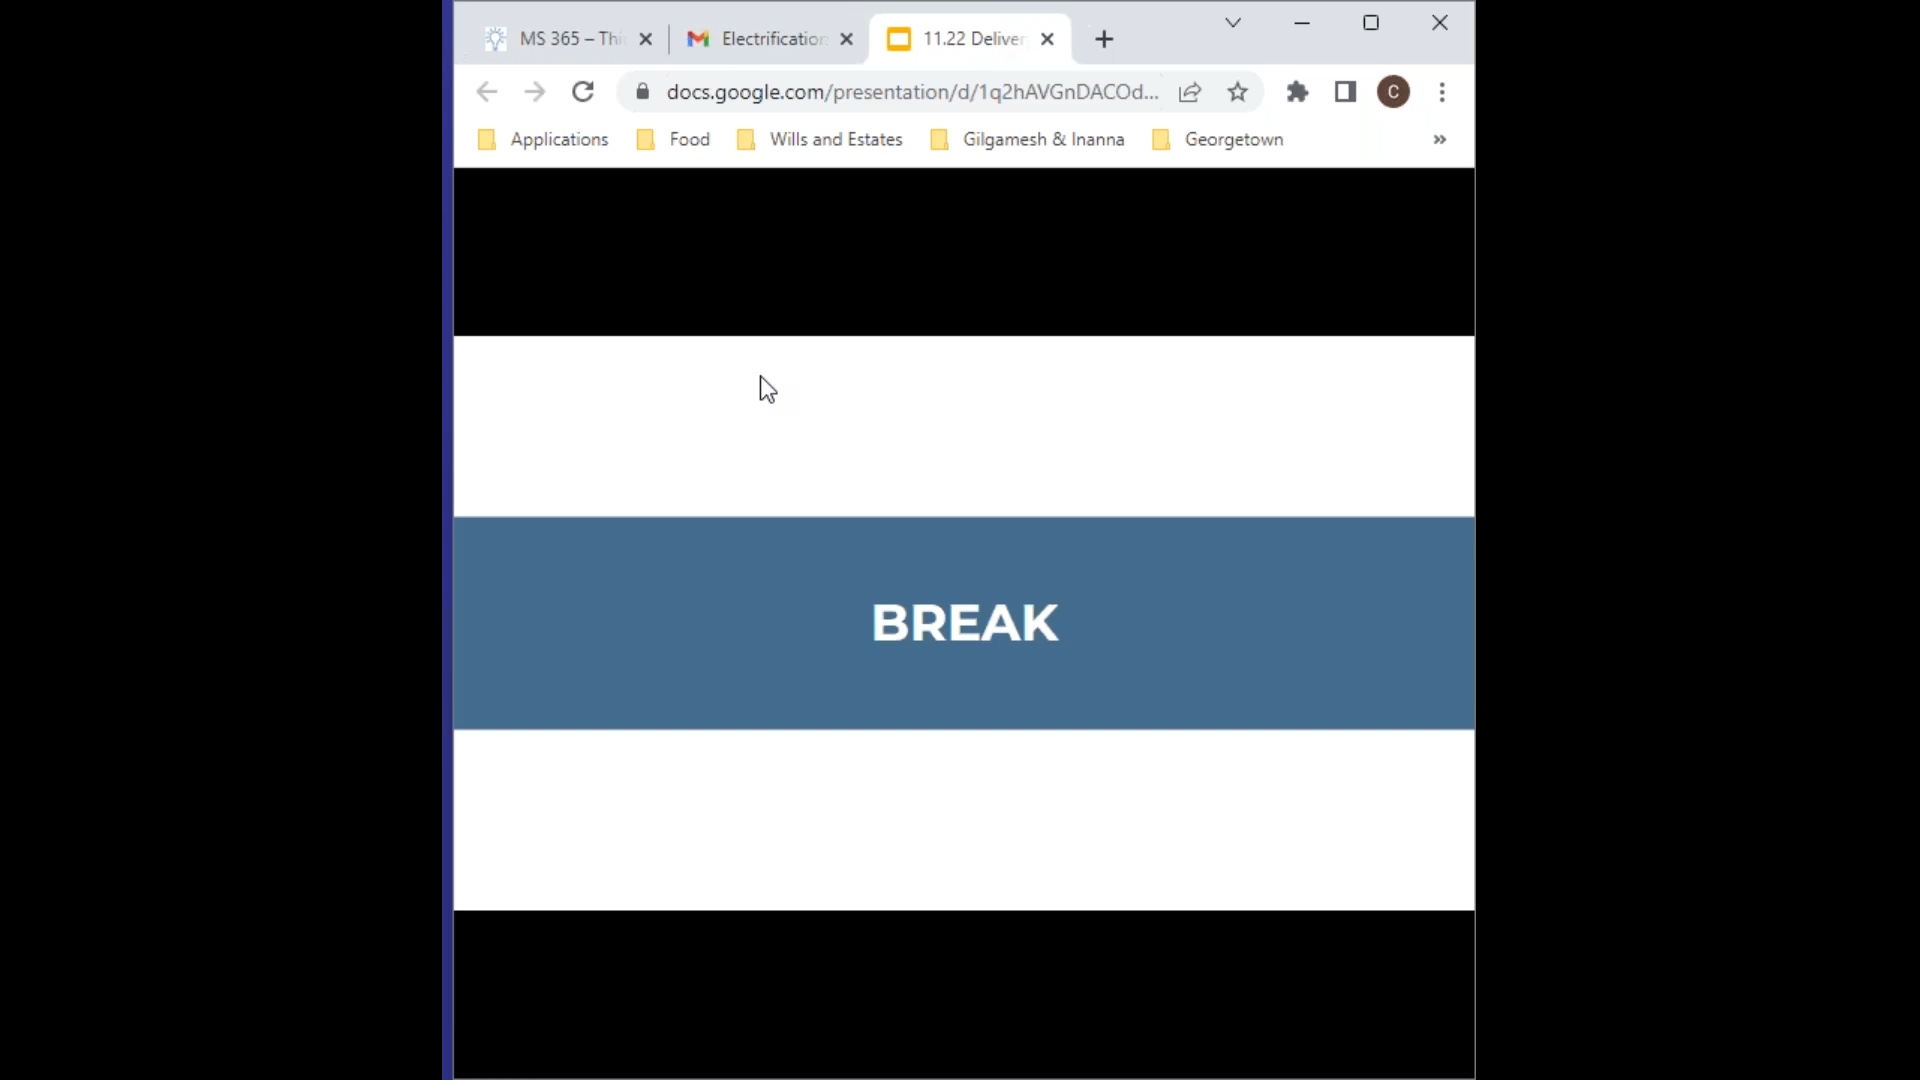 MS 365 – Thi
Electrification
11.22 Deliver
docs.google.com/presentation/d/1q2hAVGnDACOd...
C
Applications
Food
Wills and Estates
Gilgamesh & Inanna
Georgetown
BREAK